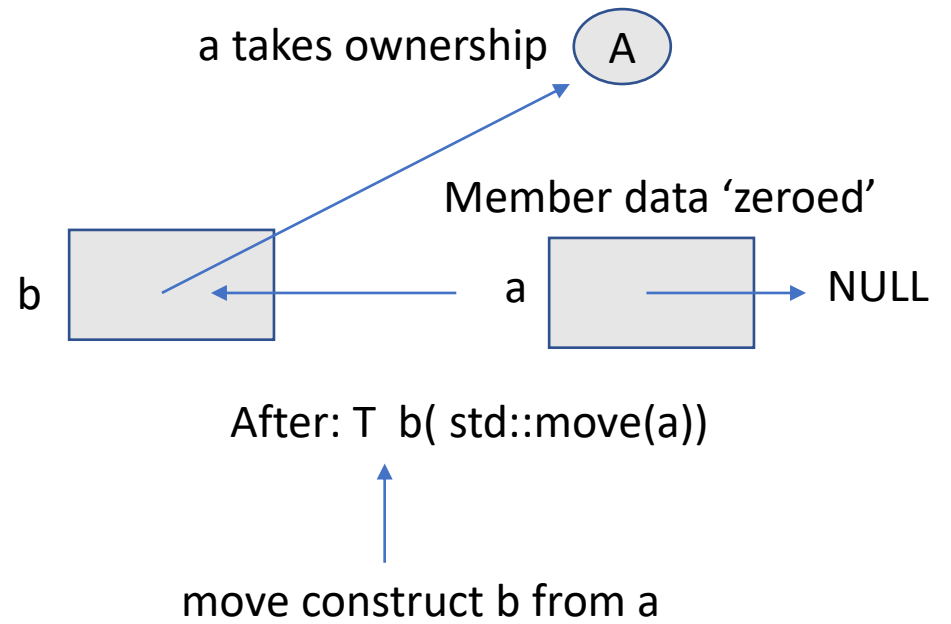 a takes ownership A
Member data ‘zeroed’
b a NULL
After: T b( std::move(a))
move construct b from a